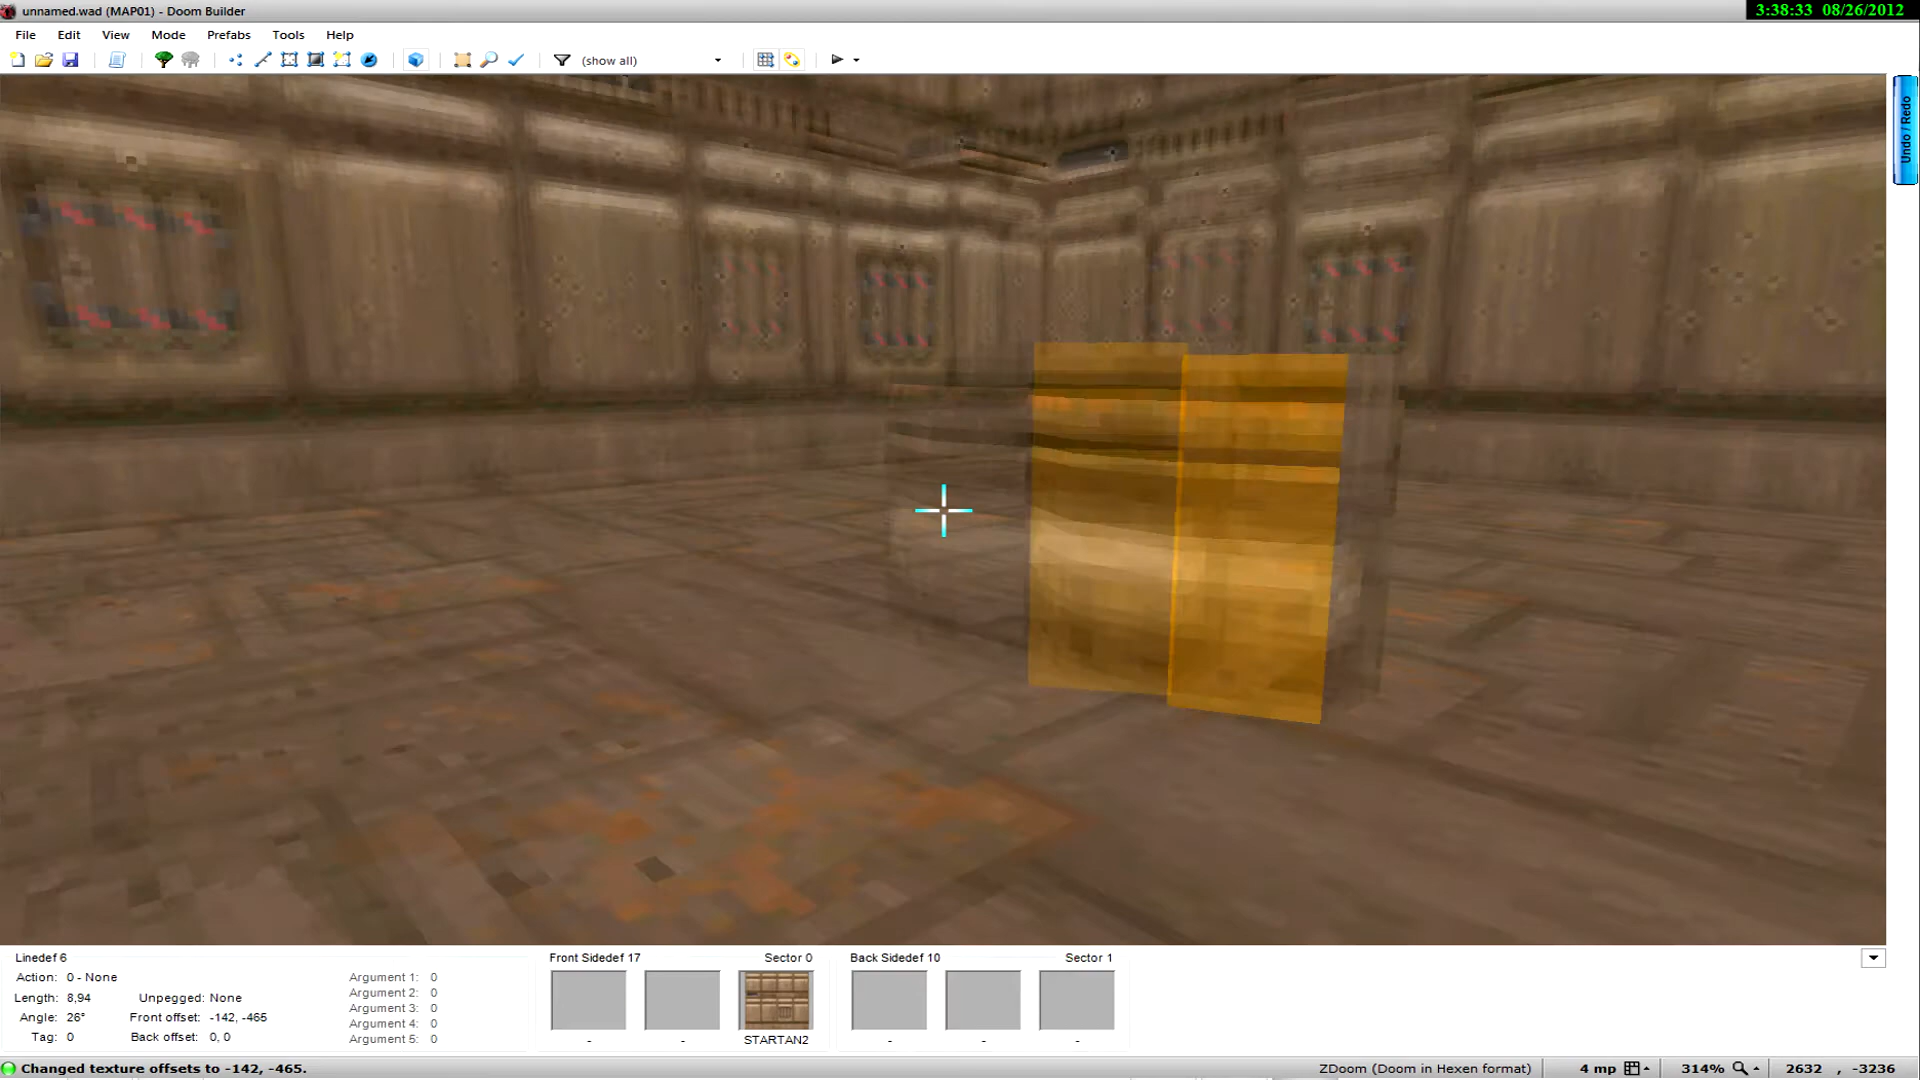 unnamed.wad (MAP01) - Doom Builder
3:38:33 08/26/2012
File Edit View Mode Prefabs Tools Help
(show all)
Undo / Redo
Linedef 6
Action: 0 - None
Length: 8,94 Unpegged: None
Angle: 26° Front offset: -142, -465
Tag: 0 Back offset: 0, 0
Argument 1: 0
Argument 2: 0
Argument 3: 0
Argument 4: 0
Argument 5: 0
Front Sidedef 17 Sector 0
- - STARTAN2
Back Sidedef 10 Sector 1
- - -
Changed texture offsets to -142, -465.
ZDoom (Doom in Hexen format) 4 mp 314% 2632 , -3236